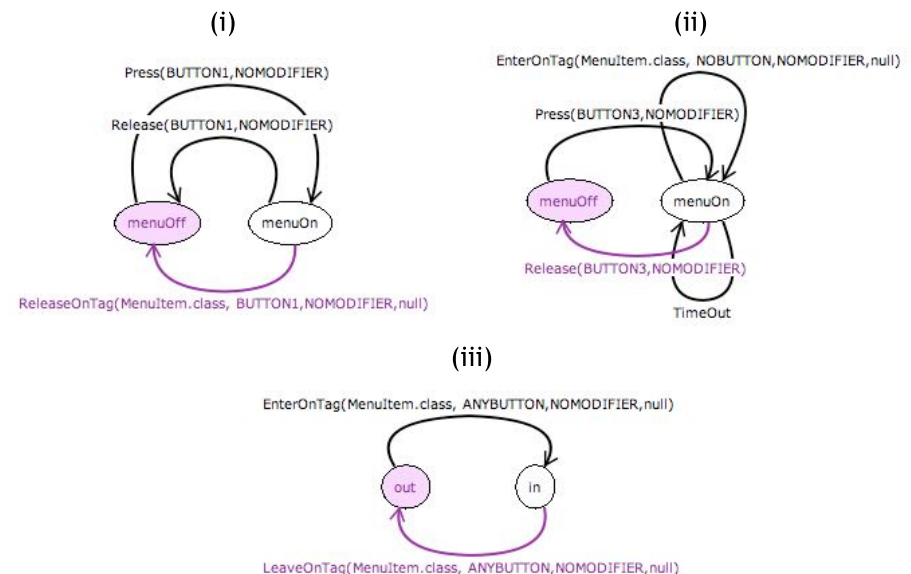 (i)
Press(BUTTON1,NOMODIFIER)
Release(BUTTON1,NOMODIFIER)
menuOff
menuOn
ReleaseOnTag(MenuItem.class, BUTTON1,NOMODIFIER,null)
(ii)
EnterOnTag(MenuItem.class, NOBUTTON,NOMODIFIER,null)
Press(BUTTON3,NOMODIFIER)
menuOff
menuOn
Release(BUTTON3,NOMODIFIER)
TimeOut
(iii)
EnterOnTag(MenuItem.class, ANYBUTTON,NOMODIFIER,null)
out
in
LeaveOnTag(MenuItem.class, ANYBUTTON,NOMODIFIER,null)